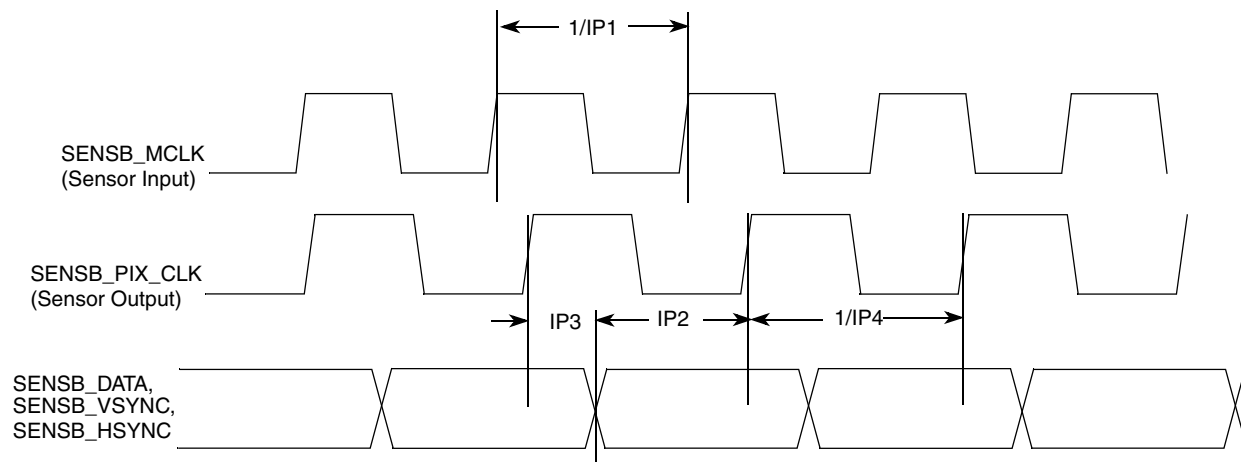 1/IP1
SENSB_MCLK
(Sensor Input)
SENSB_PIX_CLK
(Sensor Output)
IP3
IP2
1/IP4
SENSB_DATA,
SENSB_VSYNC,
SENSB_HSYNC